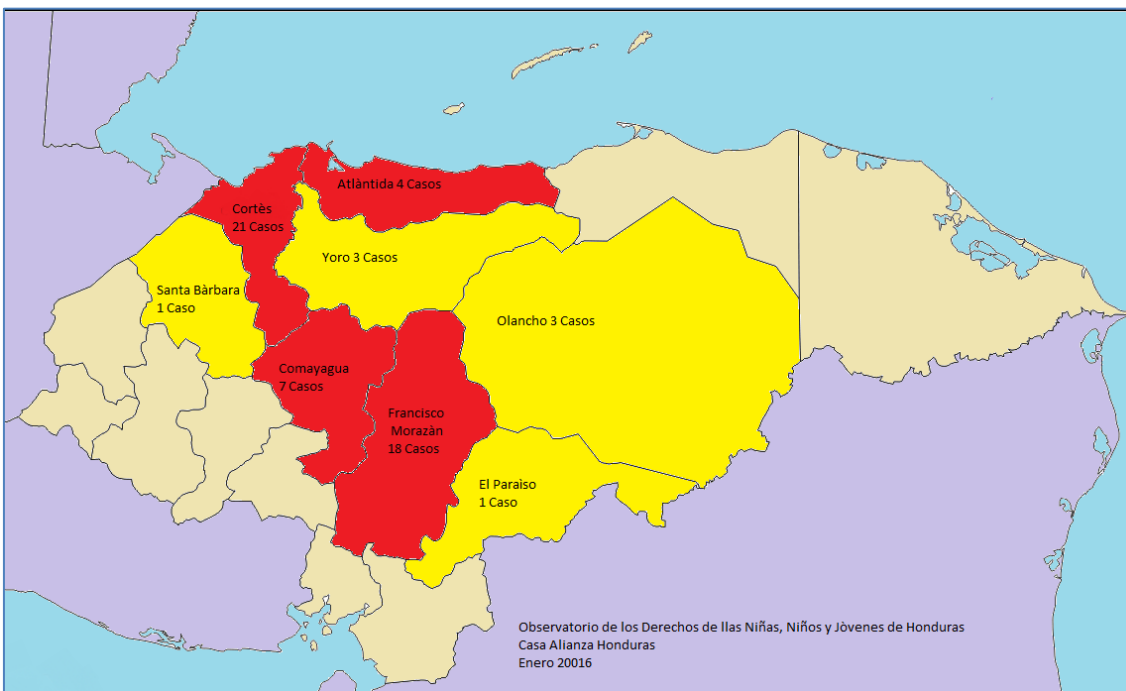 Atlàntida 4 Casos
Cortès
21 Casos
Yoro 3 Casos
Santa Bàrbara
1 Caso
Olancho 3 Casos
Comayagua
7 Casos
Francisco
Morazàn
18 Casos
El Paraìso
1 Caso
Observatorio de los Derechos de llas Niñas, Niños y Jòvenes de Honduras
Casa Alianza Honduras
Enero 20016